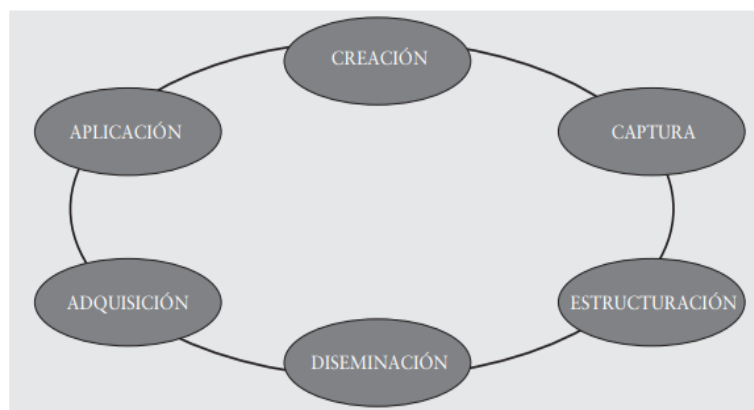 CREACIÓN
APLICACIÓN
CAPTURA
ADQUISICIÓN
ESTRUCTURACIÓN
DISEMINACIÓN